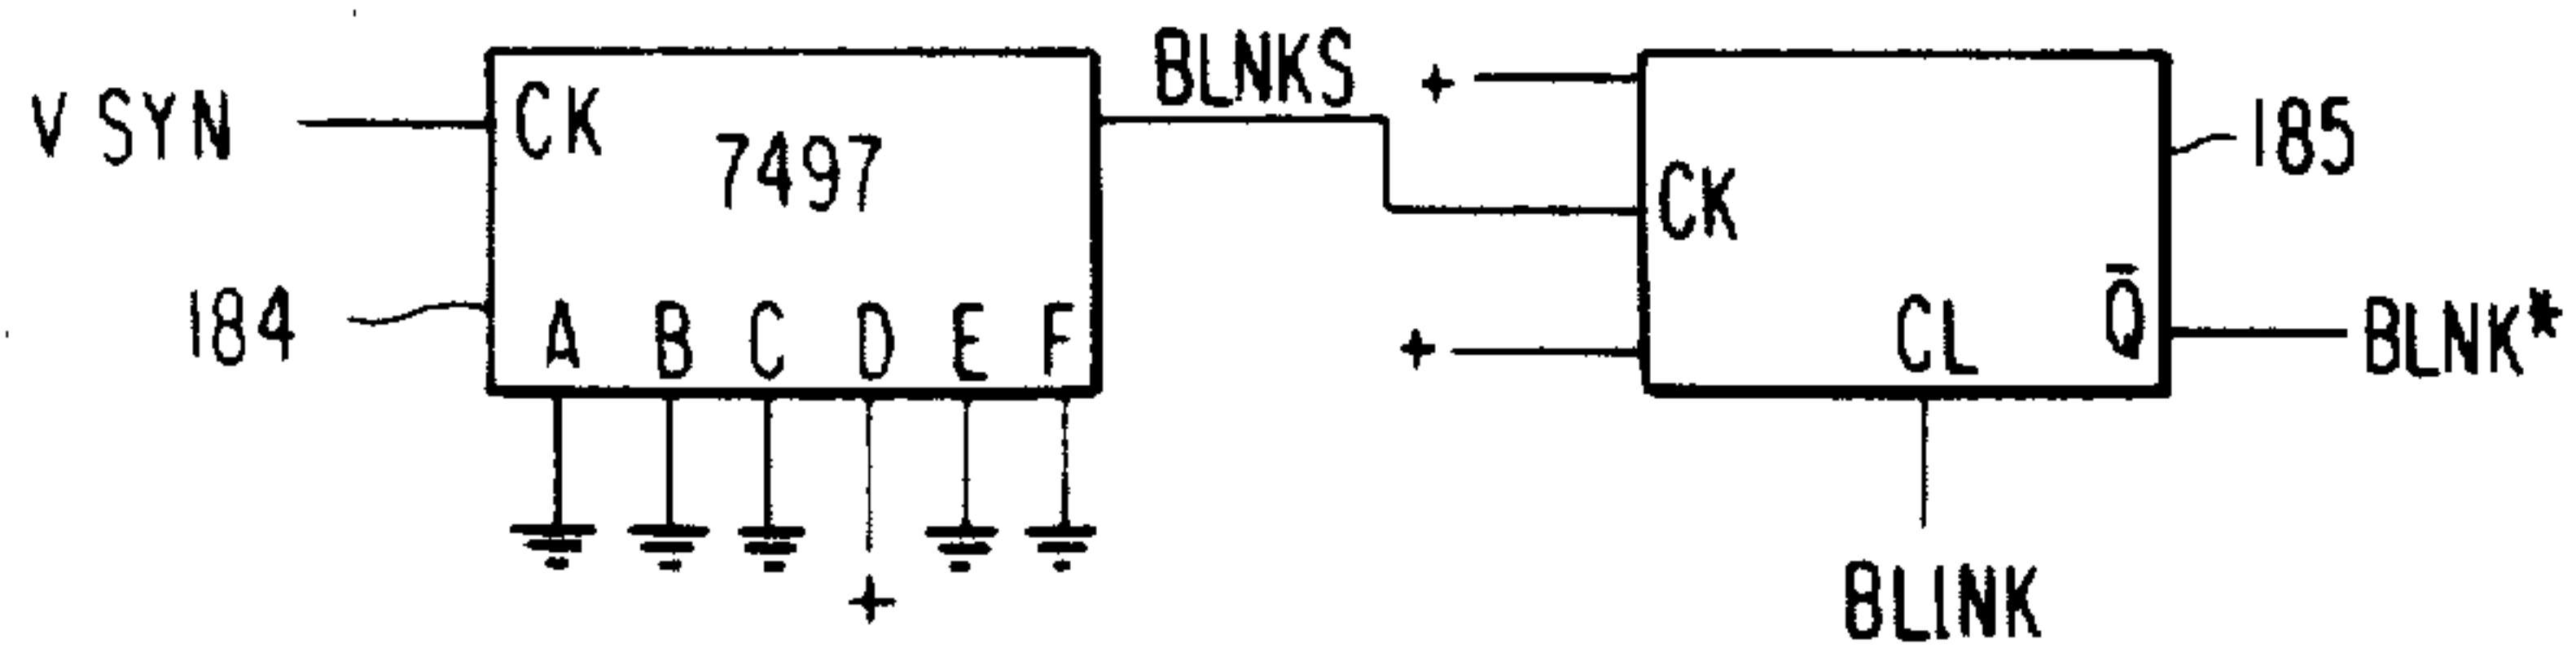 V SYN
CK
7497
184
A B C D E F
+
BLNKS
+
CK
+
CL
Q̄
185
BLNK*
BLINK